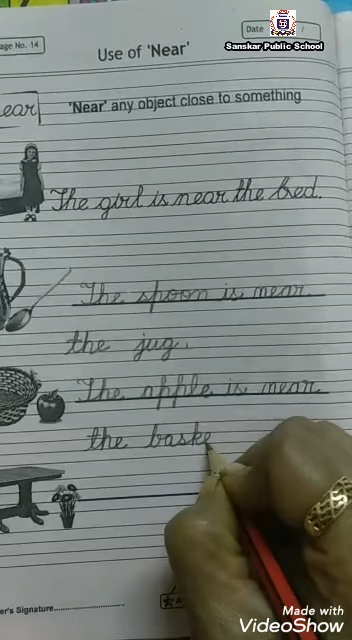 age No. 14
Date / /
Sanskar Public School
Use of 'Near'
ear
'Near' any object close to something
The girl is near the bed.
The spoon is near
the jug.
The apple is near
the baske
er's Signature
Made with
VideoShow